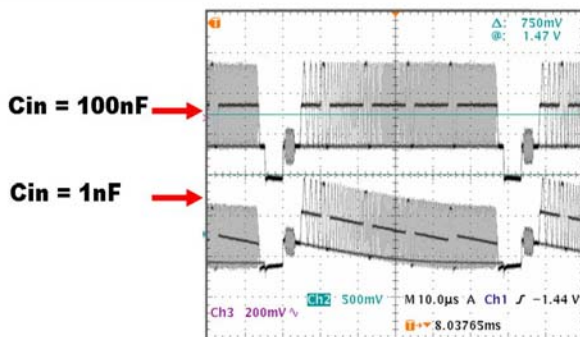 Δ: 750mV
@: 1.47 V
Cin = 100nF
Cin = 1nF
Ch2 500mV M 10.0µs A Ch1 ∫ -1.44 V
Ch3 200mV∿
8.03765ms